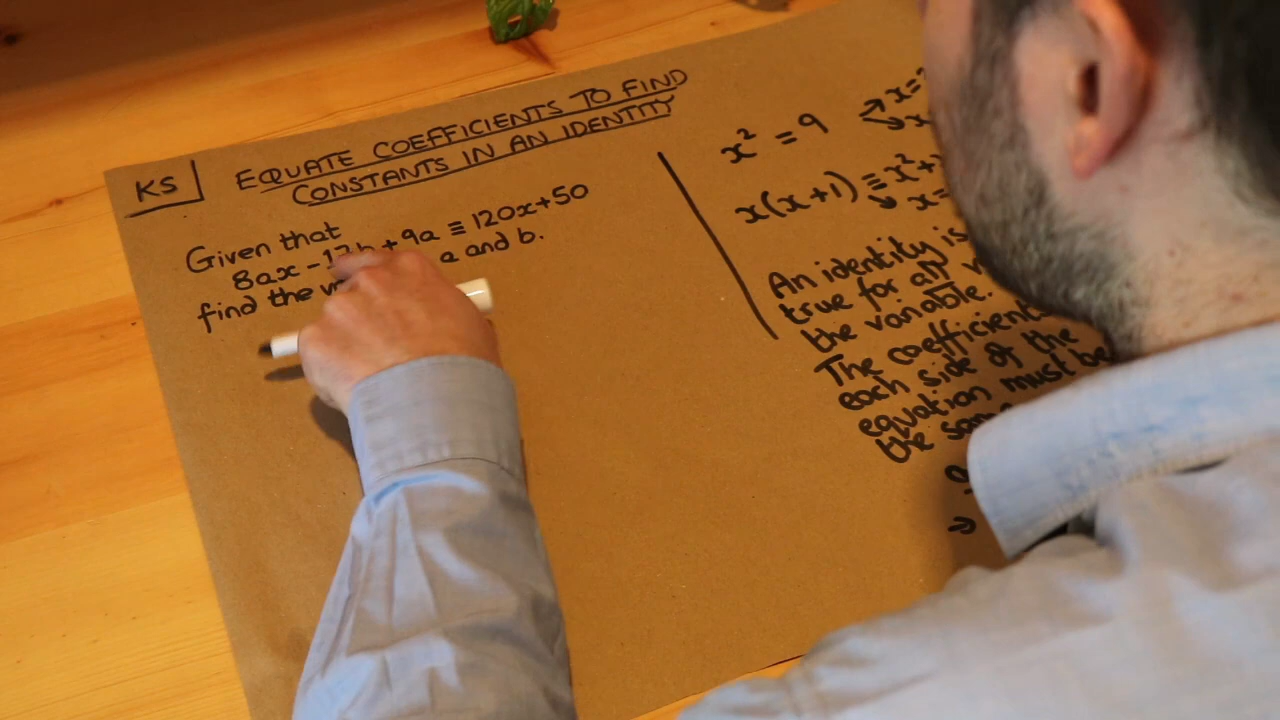 KS
EQUATE COEFFICIENTS TO FIND
CONSTANTS IN AN IDENTITY
Given that
8ax - + 9a ≡ 120x + 50
find the a and b.
x² = 9
x(x+1) ≡ x² +
x =
An identity is
true for all
the variable.
The coefficients
each side of the
equation must be
the same